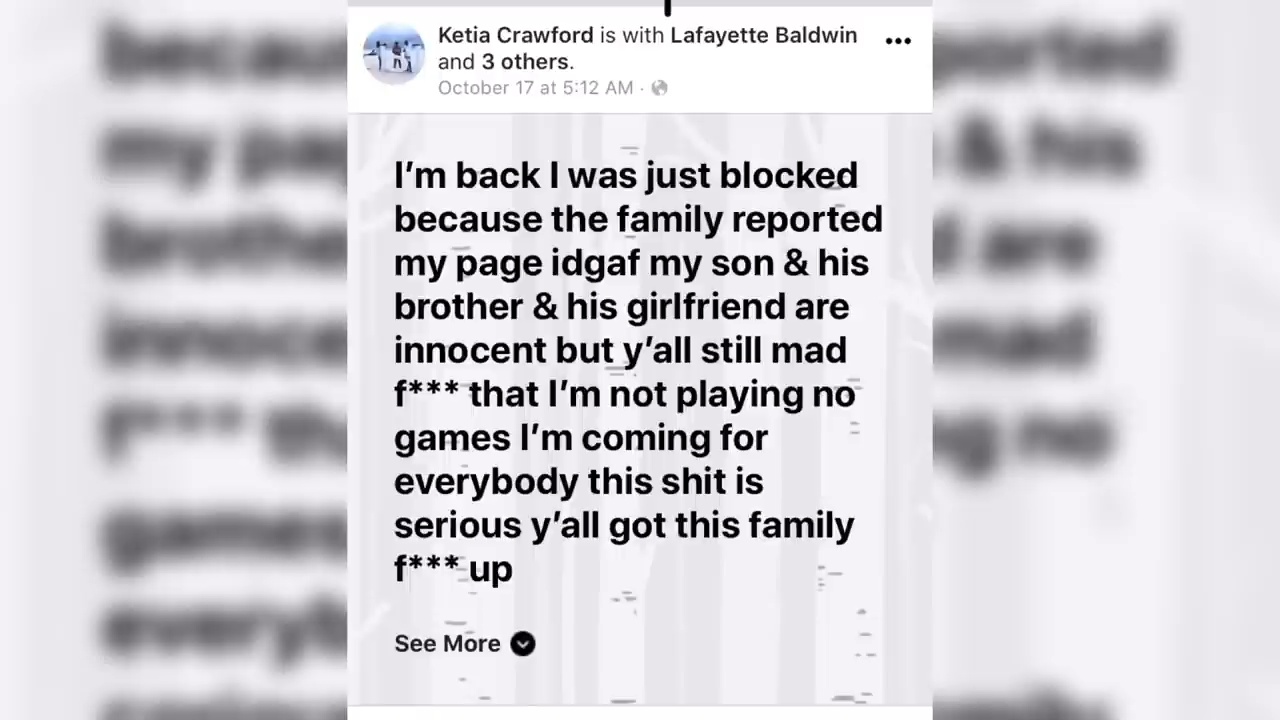 Ketia Crawford is with Lafayette Baldwin
and 3 others.
October 17 at 5:12 AM ·
I'm back I was just blocked
because the family reported
my page idgaf my son & his
brother & his girlfriend are
innocent but y'all still mad
f*** that I'm not playing no
games I'm coming for
everybody this shit is
serious y'all got this family
f*** up
See More